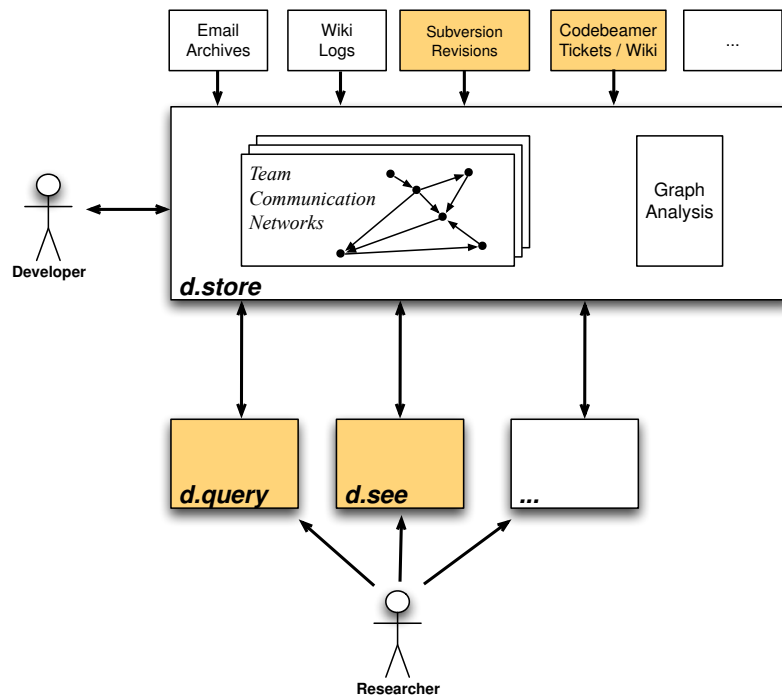 Email
Archives
Wiki
Logs
Subversion
Revisions
Codebeamer
Tickets / Wiki
...
Team
Communication
Networks
Graph
Analysis
Developer
d.store
d.query
d.see
...
Researcher